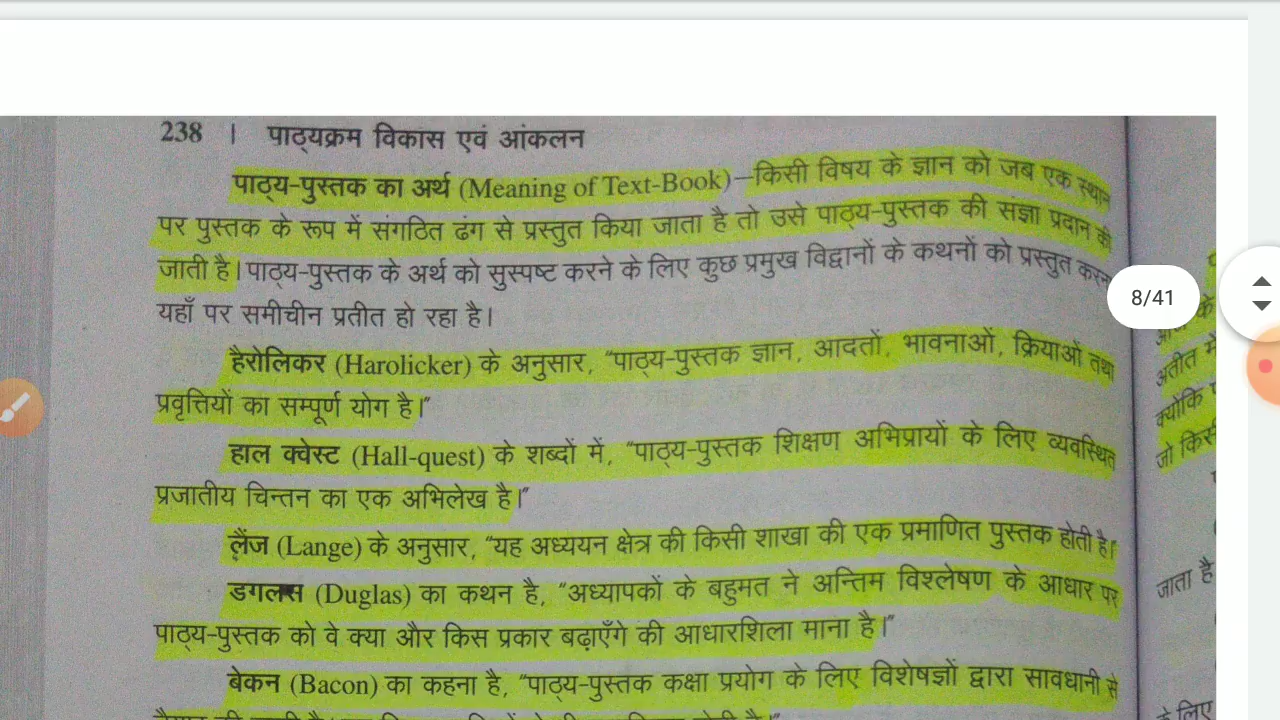 238 | पाठ्यक्रम विकास एवं आंकलन
पाठ्य-पुस्तक का अर्थ (Meaning of Text-Book)—किसी विषय के ज्ञान को जब एक स्थान
पर पुस्तक के रूप में संगठित ढंग से प्रस्तुत किया जाता है तो उसे पाठ्य-पुस्तक की संज्ञा प्रदान की
जाती है। पाठ्य-पुस्तक के अर्थ को सुस्पष्ट करने के लिए कुछ प्रमुख विद्वानों के कथनों को प्रस्तुत करना
यहाँ पर समीचीन प्रतीत हो रहा है।
8/41
हैरोलिकर (Harolicker) के अनुसार, “पाठ्य-पुस्तक ज्ञान, आदतों, भावनाओं, क्रियाओं तथा
प्रवृत्तियों का सम्पूर्ण योग है।”
हाल क्वेस्ट (Hall-quest) के शब्दों में, “पाठ्य-पुस्तक शिक्षण अभिप्रायों के लिए व्यवस्थित
प्रजातीय चिन्तन का एक अभिलेख है।”
लैंज (Lange) के अनुसार, “यह अध्ययन क्षेत्र की किसी शाखा की एक प्रमाणित पुस्तक होती है।
डगलस (Duglas) का कथन है, “अध्यापकों के बहुमत ने अन्तिम विश्लेषण के आधार पर
पाठ्य-पुस्तक को वे क्या और किस प्रकार बढ़ाएँगे की आधारशिला माना है।”
बेकन (Bacon) का कहना है, “पाठ्य-पुस्तक कक्षा प्रयोग के लिए विशेषज्ञों द्वारा सावधानी से
अतीत में
जाता है